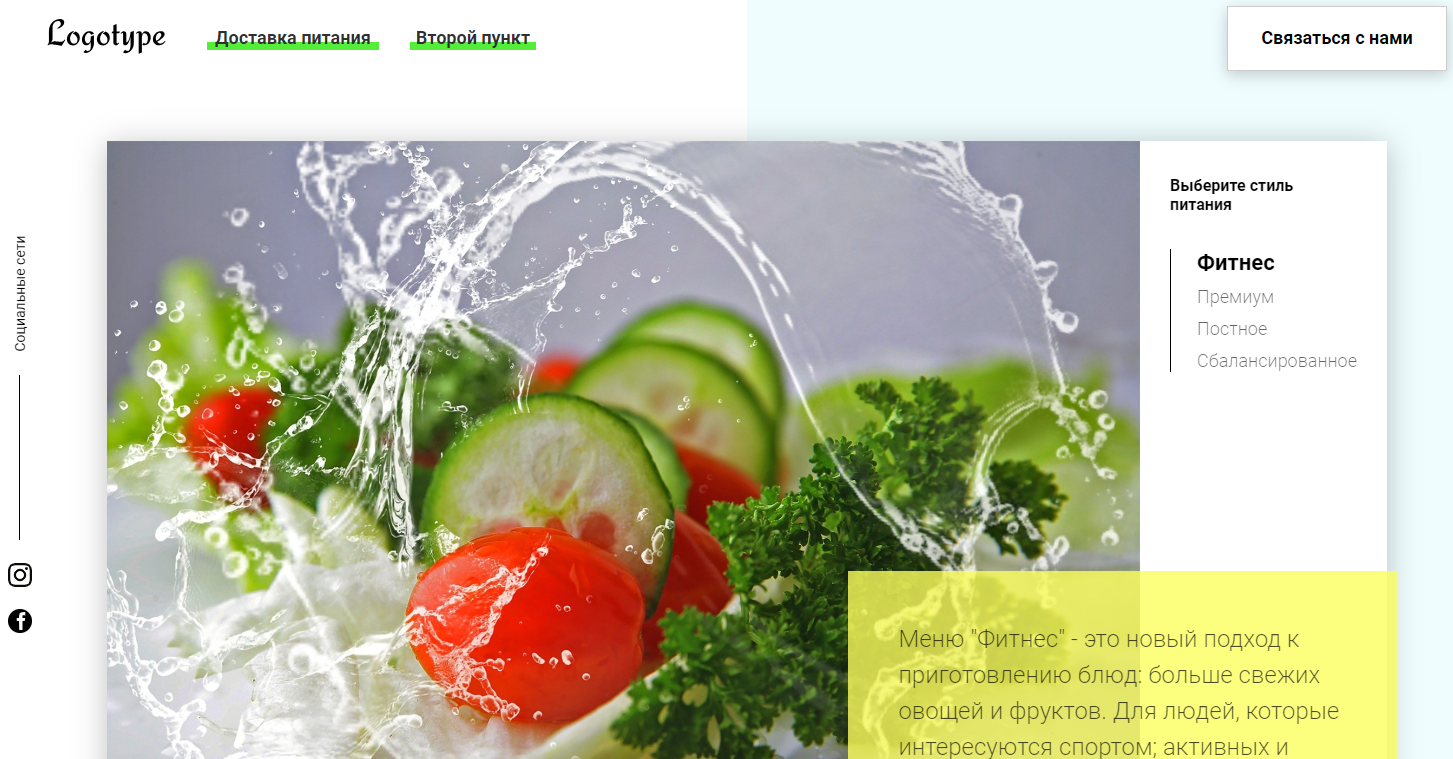 Logotype
Доставка питания
Второй пункт
Связаться с нами
Социальные сети
Выберите стиль
питания
Фитнес
Премиум
Постное
Сбалансированное
Меню "Фитнес" - это новый подход к
приготовлению блюд: больше свежих
овощей и фруктов. Для людей, которые
интересуются спортом; активных и